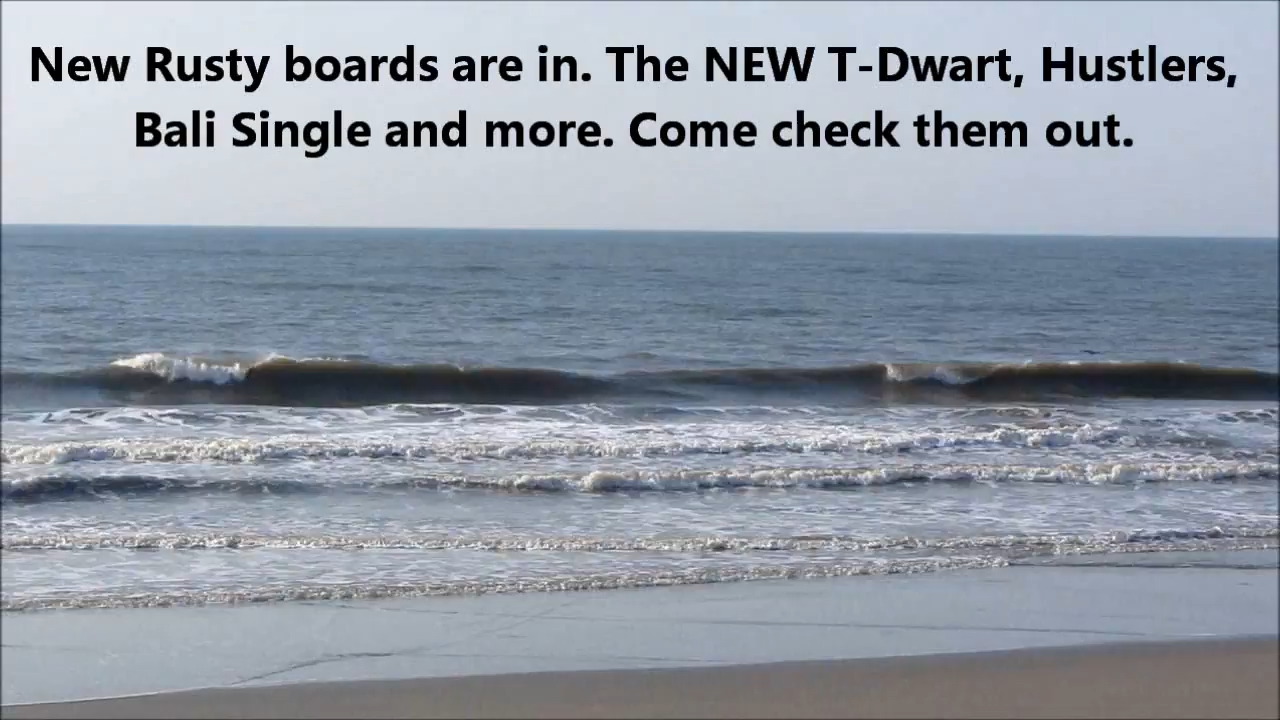 New Rusty boards are in. The NEW T-Dwart, Hustlers,
Bali Single and more. Come check them out.